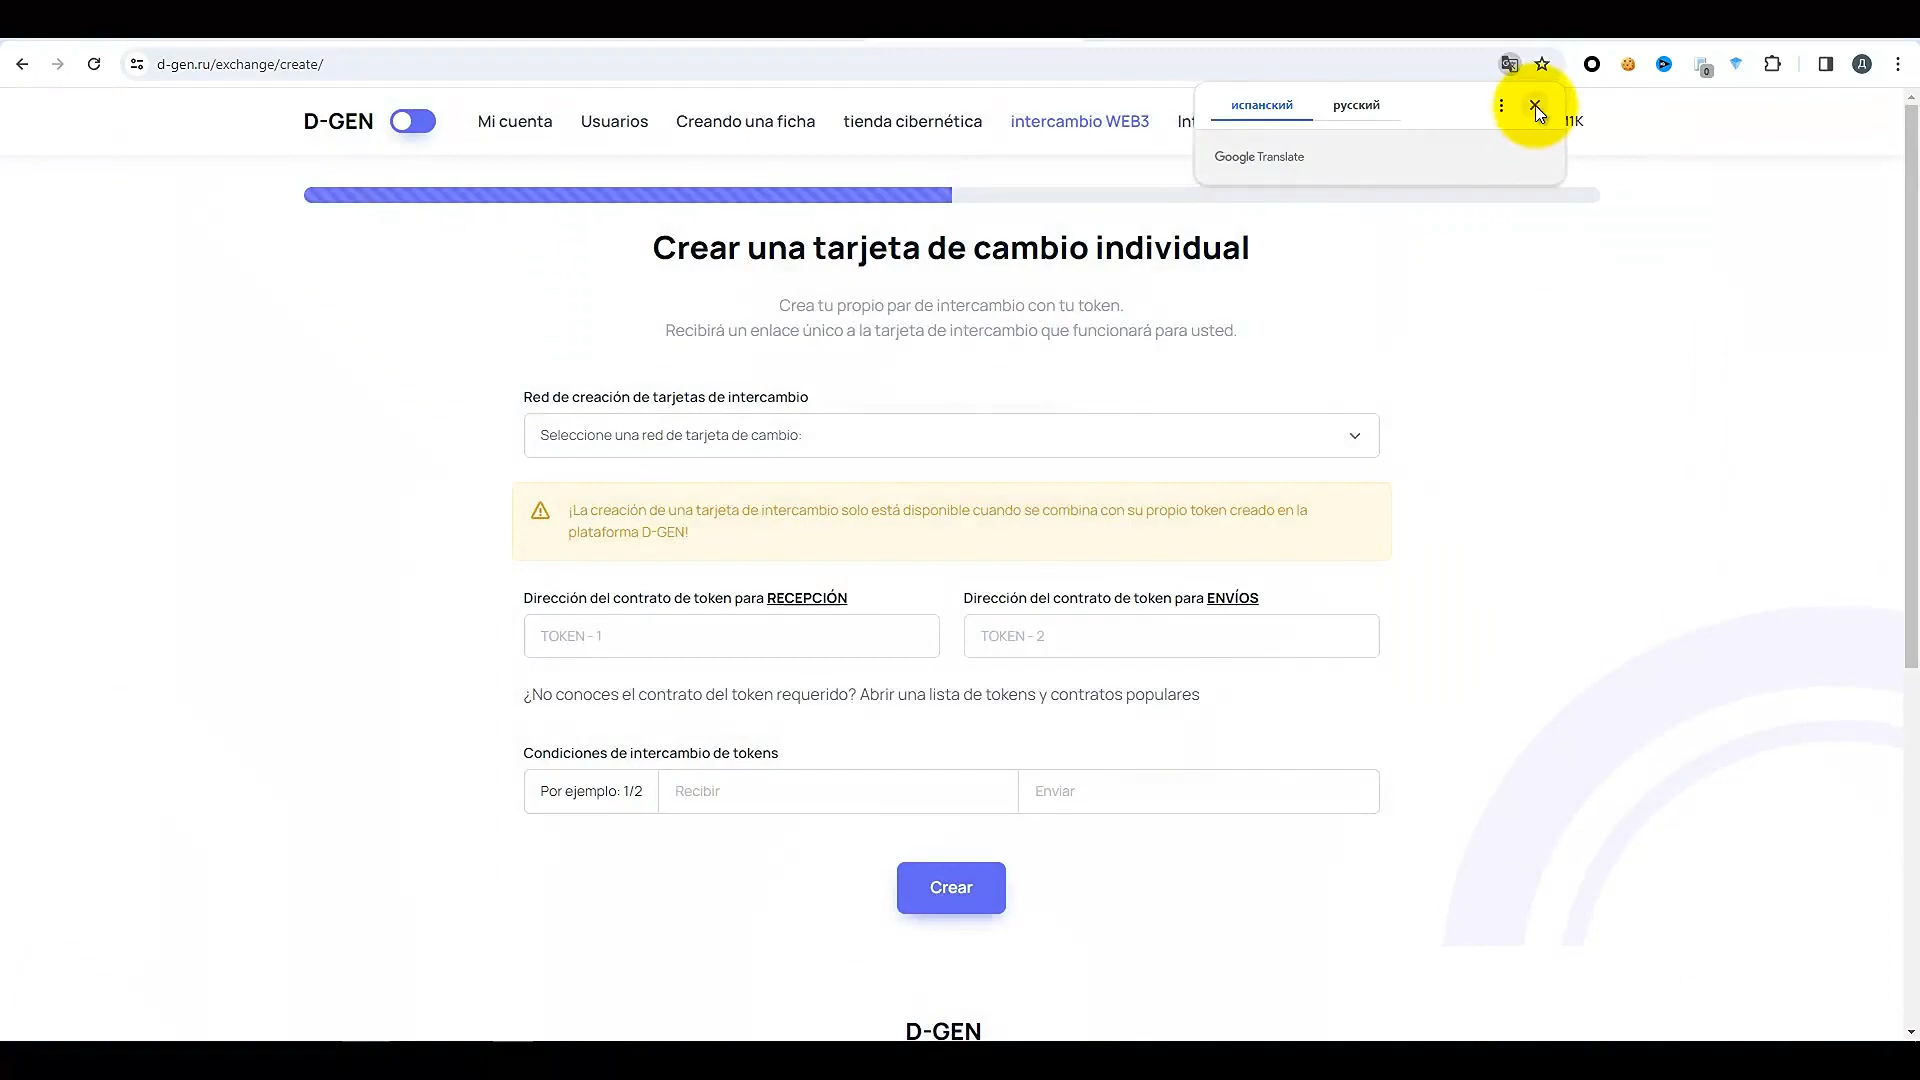 d-gen.ru/exchange/create/
0
Д
испанский
русский
Google Translate
D-GEN
Mi cuenta
Usuarios
Creando una ficha
tienda cibernética
intercambio WEB3
Crear una tarjeta de cambio individual
Crea tu propio par de intercambio con tu token.
Recibirá un enlace único a la tarjeta de intercambio que funcionará para usted.
Red de creación de tarjetas de intercambio
Seleccione una red de tarjeta de cambio:
¡La creación de una tarjeta de intercambio solo está disponible cuando se combina con su propio token creado en la
plataforma D-GEN!
Dirección del contrato de token para RECEPCIÓN
Dirección del contrato de token para ENVÍOS
TOKEN - 1
TOKEN - 2
¿No conoces el contrato del token requerido? Abrir una lista de tokens y contratos populares
Condiciones de intercambio de tokens
Por ejemplo: 1/2
Recibir
Enviar
Crear
D-GEN